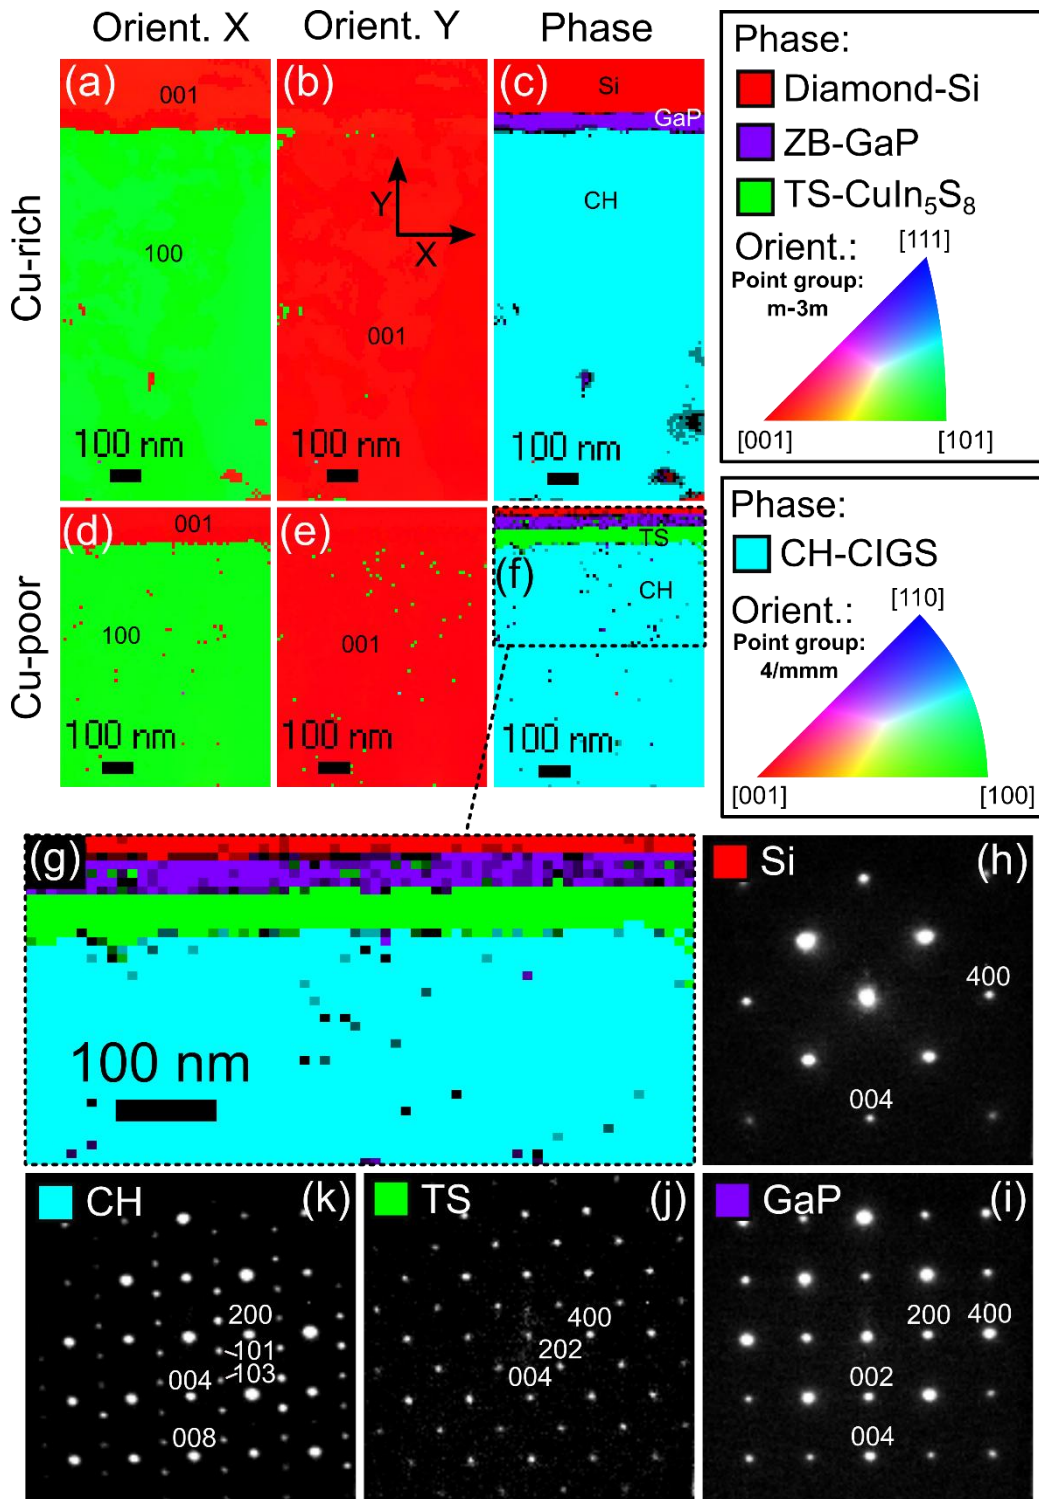 Orient. X
Orient. Y
Phase
Cu-rich
(a)
001
100
100 nm
(b)
Y
X
001
100 nm
(c)
Si
GaP
CH
100 nm
Phase:
Diamond-Si
ZB-GaP
TS-CuIn₅S₈
Orient.:
Point group:
m-3m
[111]
[001]
[101]
Cu-poor
(d)
001
100
100 nm
(e)
001
100 nm
(f)
TS
CH
100 nm
Phase:
CH-CIGS
Orient.:
Point group:
4/mmm
[110]
[001]
[100]
(g)
100 nm
Si
(h)
400
004
CH
(k)
200
101
103
004
008
TS
(j)
400
202
004
GaP
(i)
200
400
002
004